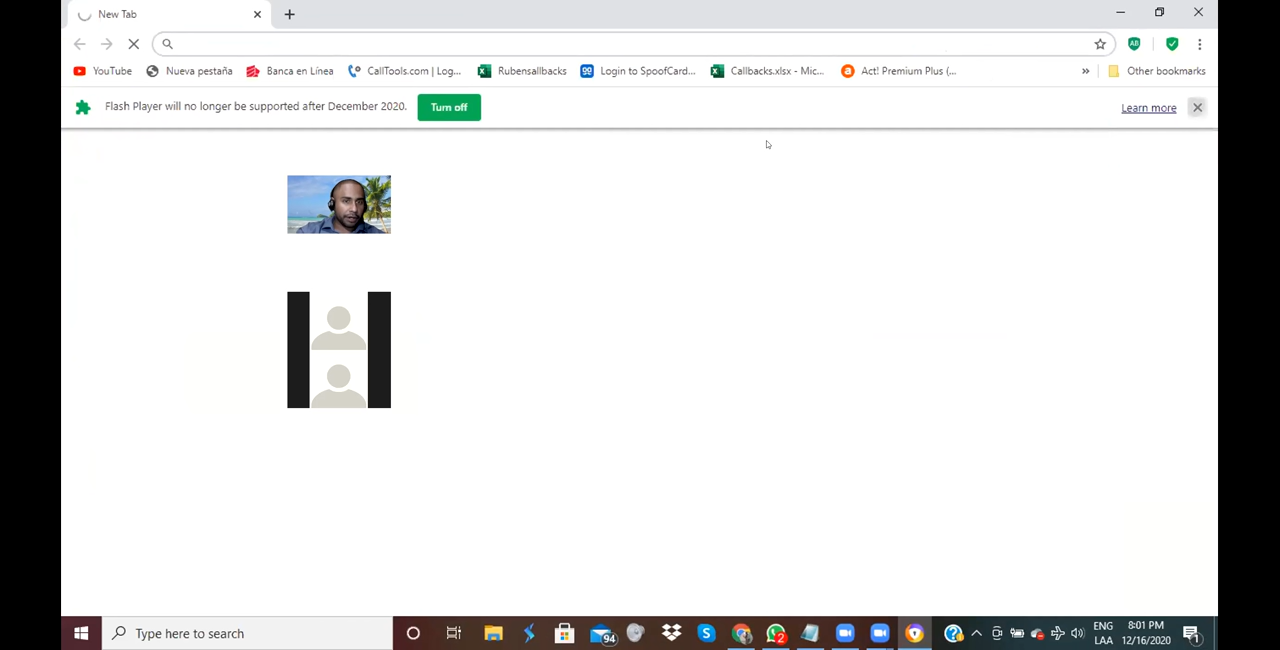 New Tab
YouTube Nueva pestaña Banca en Línea CallTools.com | Log... Rubensallbacks Login to SpoofCard... Callbacks.xlsx - Mic... Act! Premium Plus (... » Other bookmarks
Flash Player will no longer be supported after December 2020. Turn off Learn more
Type here to search
94
2
ENG
LAA
8:01 PM
12/16/2020
1